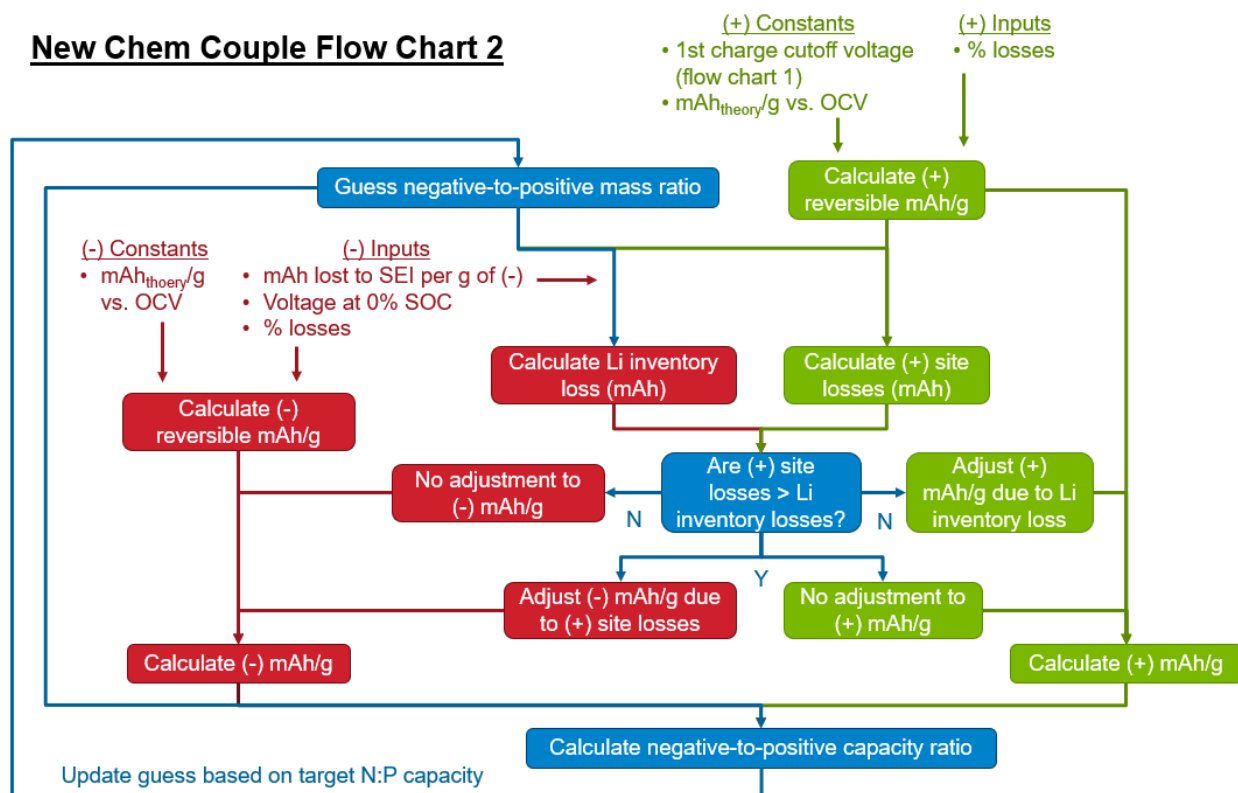 New Chem Couple Flow Chart 2
(+) Constants
• 1st charge cutoff voltage
(flow chart 1)
• mAhtheory/g vs. OCV
(+) Inputs
• % losses
Guess negative-to-positive mass ratio
Calculate (+)
reversible mAh/g
(-) Constants
• mAhthoery/g
vs. OCV
(-) Inputs
• mAh lost to SEI per g of (-)
• Voltage at 0% SOC
• % losses
Calculate Li inventory
loss (mAh)
Calculate (+) site
losses (mAh)
Calculate (-)
reversible mAh/g
No adjustment to
(-) mAh/g
N
Are (+) site
losses > Li
inventory losses?
N
Adjust (+)
mAh/g due to Li
inventory loss
Y
Adjust (-) mAh/g due
to (+) site losses
No adjustment to
(+) mAh/g
Calculate (-) mAh/g
Calculate (+) mAh/g
Calculate negative-to-positive capacity ratio
Update guess based on target N:P capacity